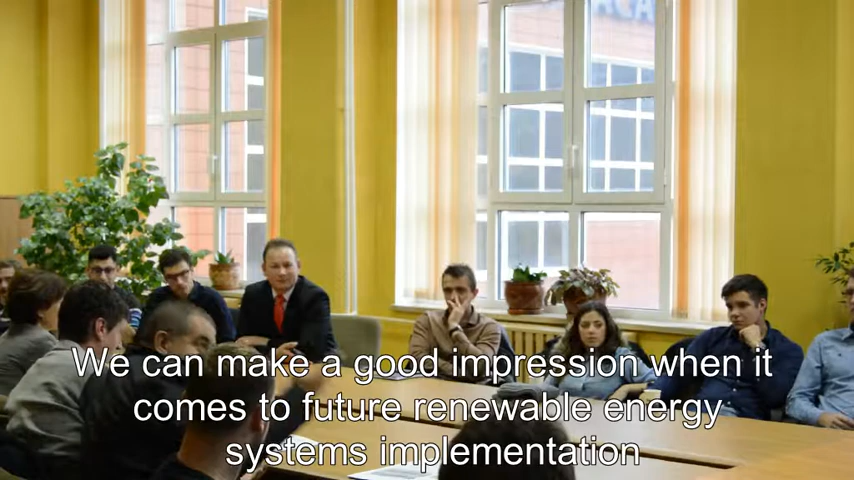 We can make a good impression when it
comes to future renewable energy
systems implementation